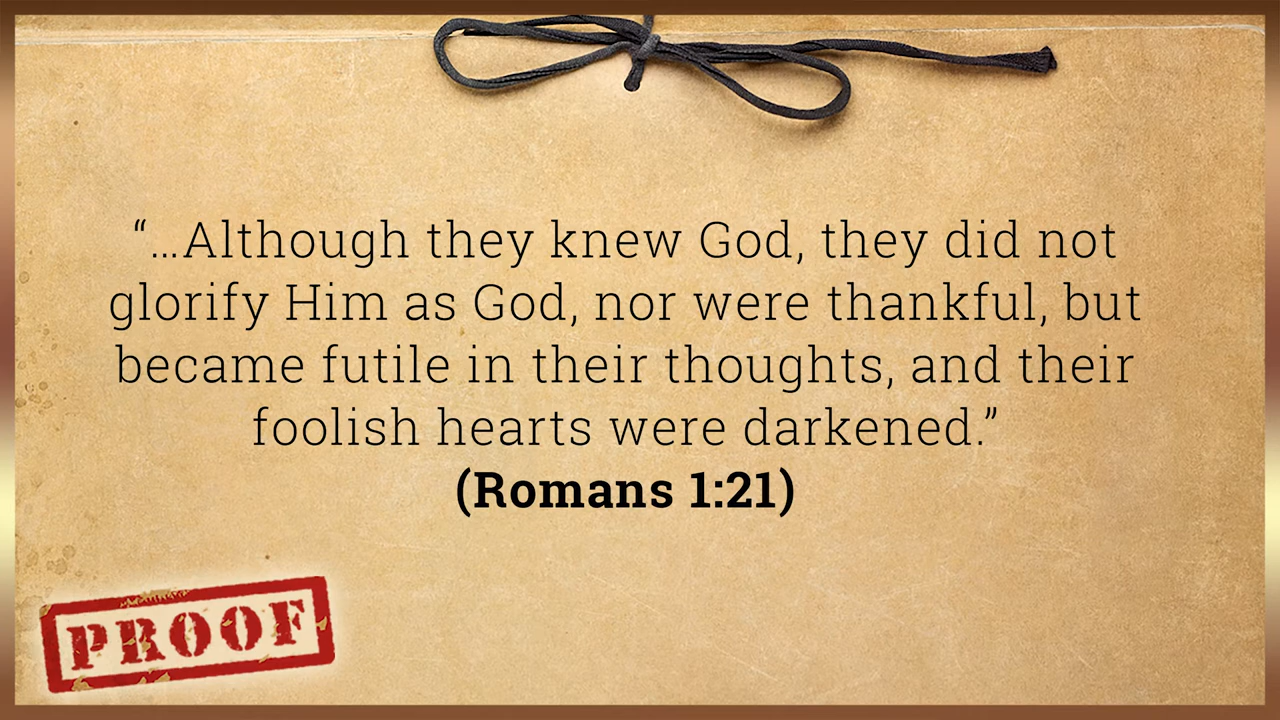 “…Although they knew God, they did not
glorify Him as God, nor were thankful, but
became futile in their thoughts, and their
foolish hearts were darkened.”
(Romans 1:21)
PROOF